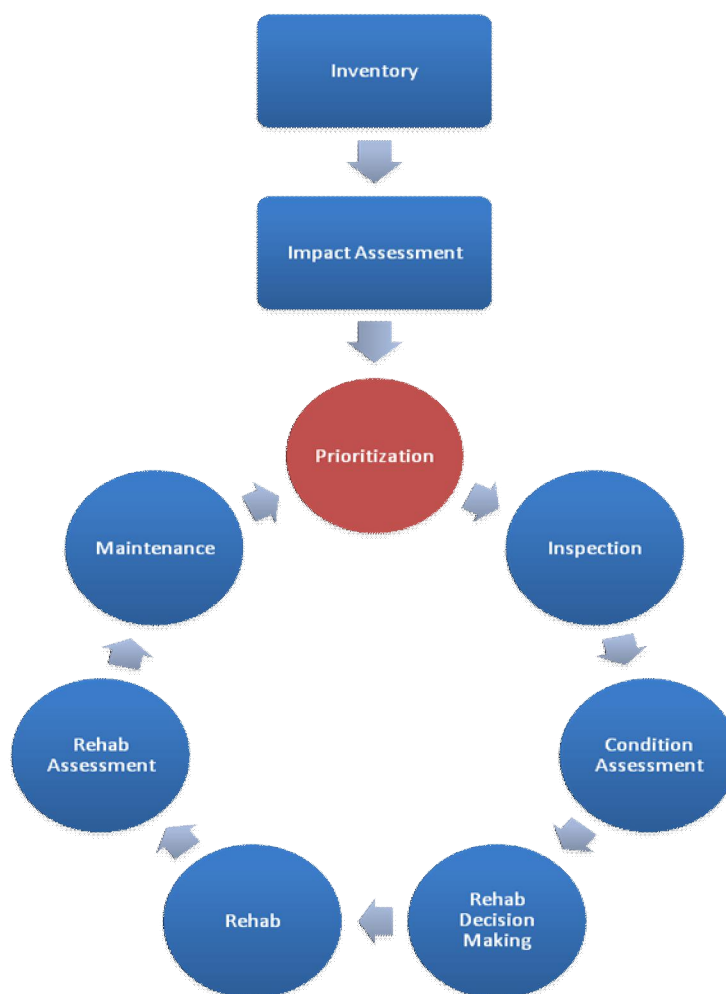 Inventory
Impact Assessment
Prioritization
Inspection
Condition
Assessment
Rehab
Decision
Making
Rehab
Rehab
Assessment
Maintenance